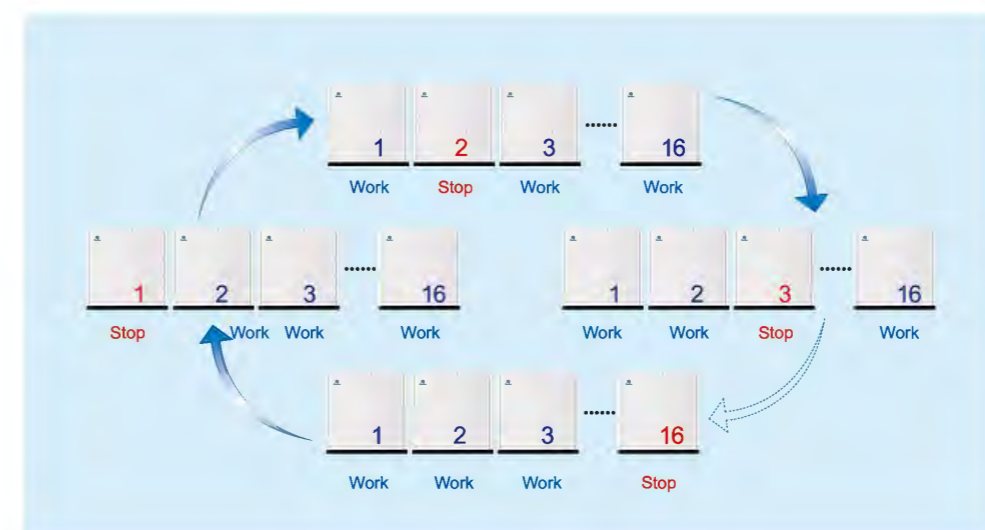 1 2 3 ...... 16
Work Stop Work Work
1 2 3 ...... 16
Stop Work Work Work
1 2 3 ...... 16
Work Work Stop Work
1 2 3 ...... 16
Work Work Work Stop